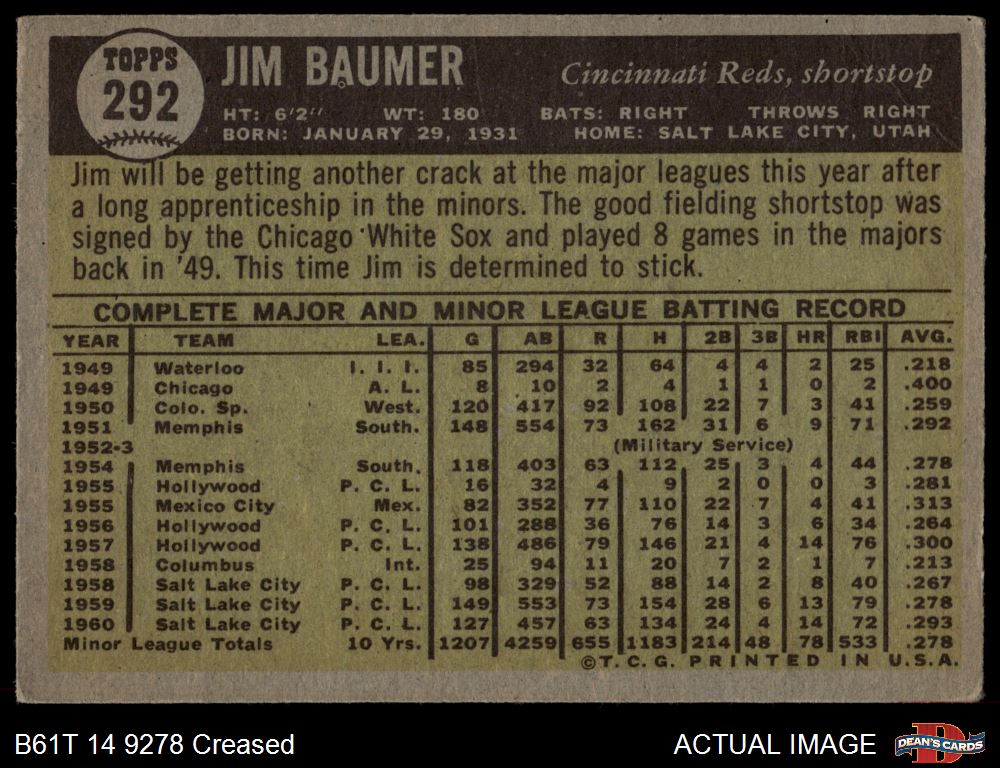 TOPPS
292
JIM BAUMER
Cincinnati Reds, shortstop
HT: 6'2" WT: 180 BATS: RIGHT THROWS RIGHT
BORN: JANUARY 29, 1931 HOME: SALT LAKE CITY, UTAH
Jim will be getting another crack at the major leagues this year after
a long apprenticeship in the minors. The good fielding shortstop was
signed by the Chicago White Sox and played 8 games in the majors
back in '49. This time Jim is determined to stick.
COMPLETE MAJOR AND MINOR LEAGUE BATTING RECORD
YEAR TEAM LEA. G AB R H 2B 3B HR RBI AVG.
1949 Waterloo I. I. I. 85 294 32 64 4 4 2 25 .218
1949 Chicago A. L. 8 10 2 4 1 1 0 2 .400
1950 Colo. Sp. West. 120 417 92 108 22 7 3 41 .259
1951 Memphis South. 148 554 73 162 31 6 9 71 .292
1952-3 (Military Service)
1954 Memphis South. 118 403 63 112 25 3 4 44 .278
1955 Hollywood P. C. L. 16 32 4 9 2 0 0 3 .281
1955 Mexico City Mex. 82 352 77 110 22 7 4 41 .313
1956 Hollywood P. C. L. 101 288 36 76 14 3 6 34 .264
1957 Hollywood P. C. L. 138 486 79 146 21 4 14 76 .300
1958 Columbus Int. 25 94 11 20 7 2 1 7 .213
1958 Salt Lake City P. C. L. 98 329 52 88 14 2 8 40 .267
1959 Salt Lake City P. C. L. 149 553 73 154 28 6 13 79 .278
1960 Salt Lake City P. C. L. 127 457 63 134 24 4 14 72 .293
Minor League Totals 10 Yrs. 1207 4259 655 1183 214 48 78 533 .278
©T. C. G. PRINTED IN U.S.A.
B61T 14 9278 Creased
ACTUAL IMAGE
DEAN'S CARDS